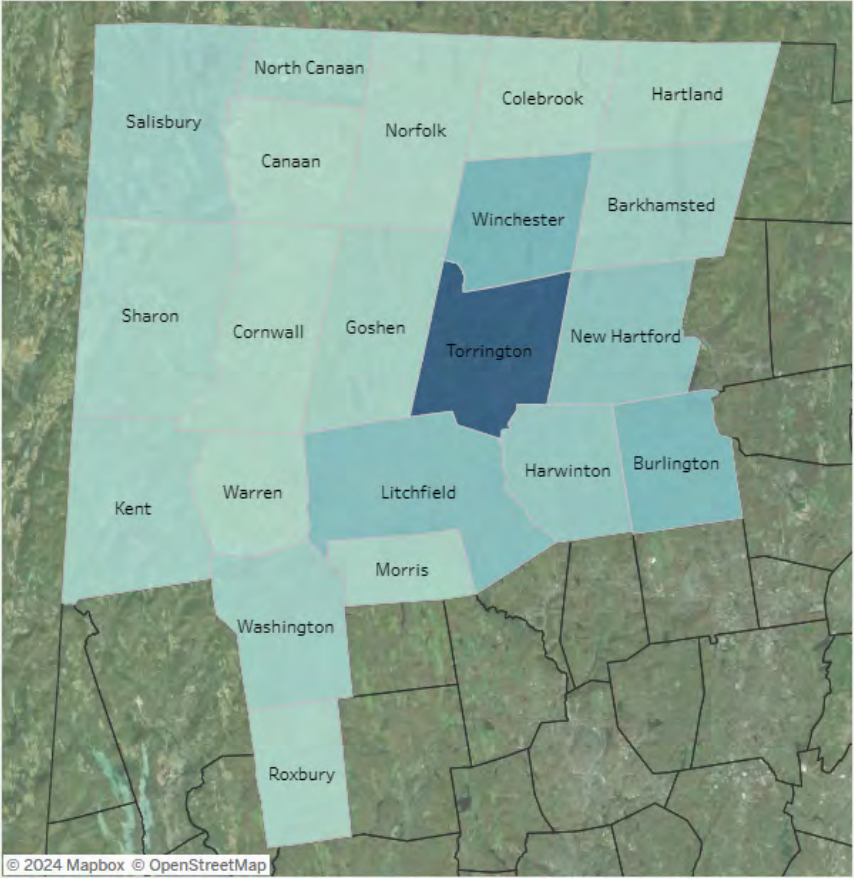 North Canaan
Salisbury
Canaan
Norfolk
Colebrook
Hartland
Winchester
Barkhamsted
Sharon
Cornwall
Goshen
Torrington
New Hartford
Kent
Warren
Litchfield
Harwinton
Burlington
Morris
Washington
Roxbury
© 2024 Mapbox © OpenStreetMap